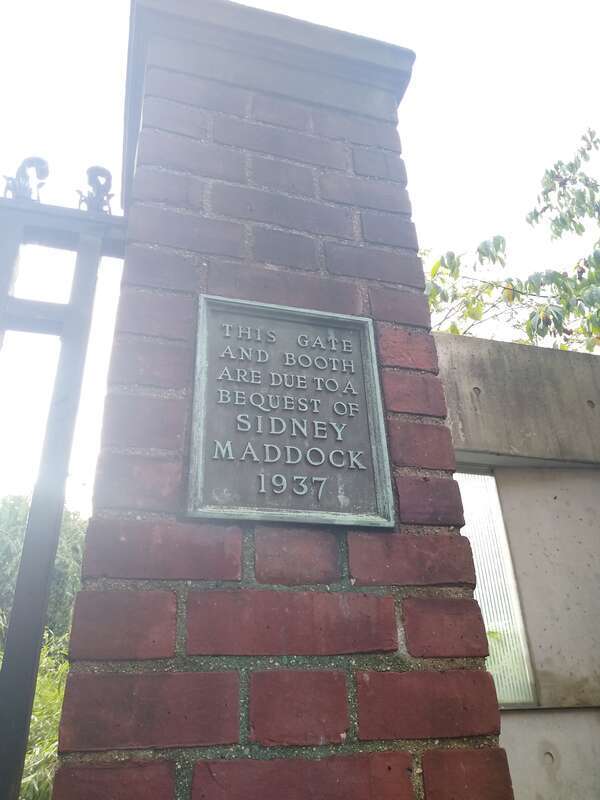 THIS GATE
AND BOOTH
ARE DUE TO A
BEQUEST OF
SIDNEY
MADDOCK
1937